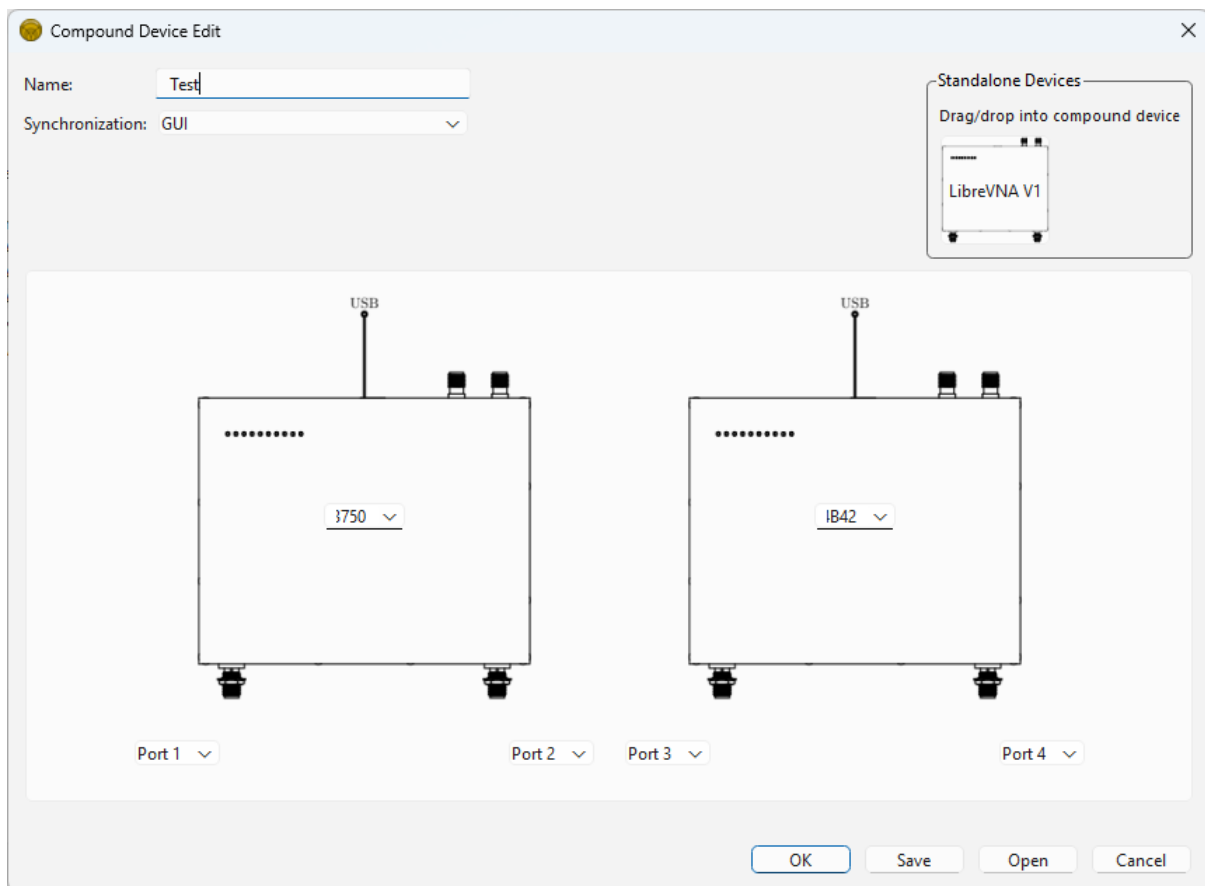 Compound Device Edit
Name: Test
Synchronization: GUI
Standalone Devices
Drag/drop into compound device
LibreVNA V1
USB USB
3750 IB42
Port 1 Port 2 Port 3 Port 4
OK Save Open Cancel